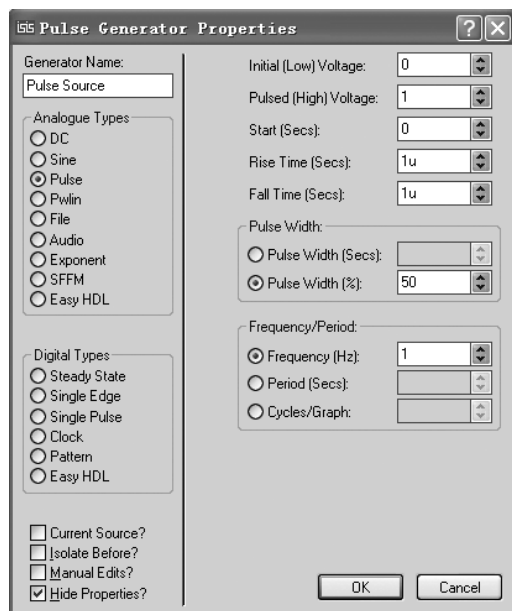 isis Pulse Generator Properties
Generator Name:
Pulse Source
Analogue Types
DC
Sine
Pulse
Pwlin
File
Audio
Exponent
SFFM
Easy HDL
Digital Types
Steady State
Single Edge
Single Pulse
Clock
Pattern
Easy HDL
Current Source?
Isolate Before?
Manual Edits?
Hide Properties?
Initial (Low) Voltage: 0
Pulsed (High) Voltage: 1
Start (Secs): 0
Rise Time (Secs): 1u
Fall Time (Secs): 1u
Pulse Width:
Pulse Width (Secs):
Pulse Width (%): 50
Frequency/Period:
Frequency (Hz): 1
Period (Secs):
Cycles/Graph:
OK Cancel